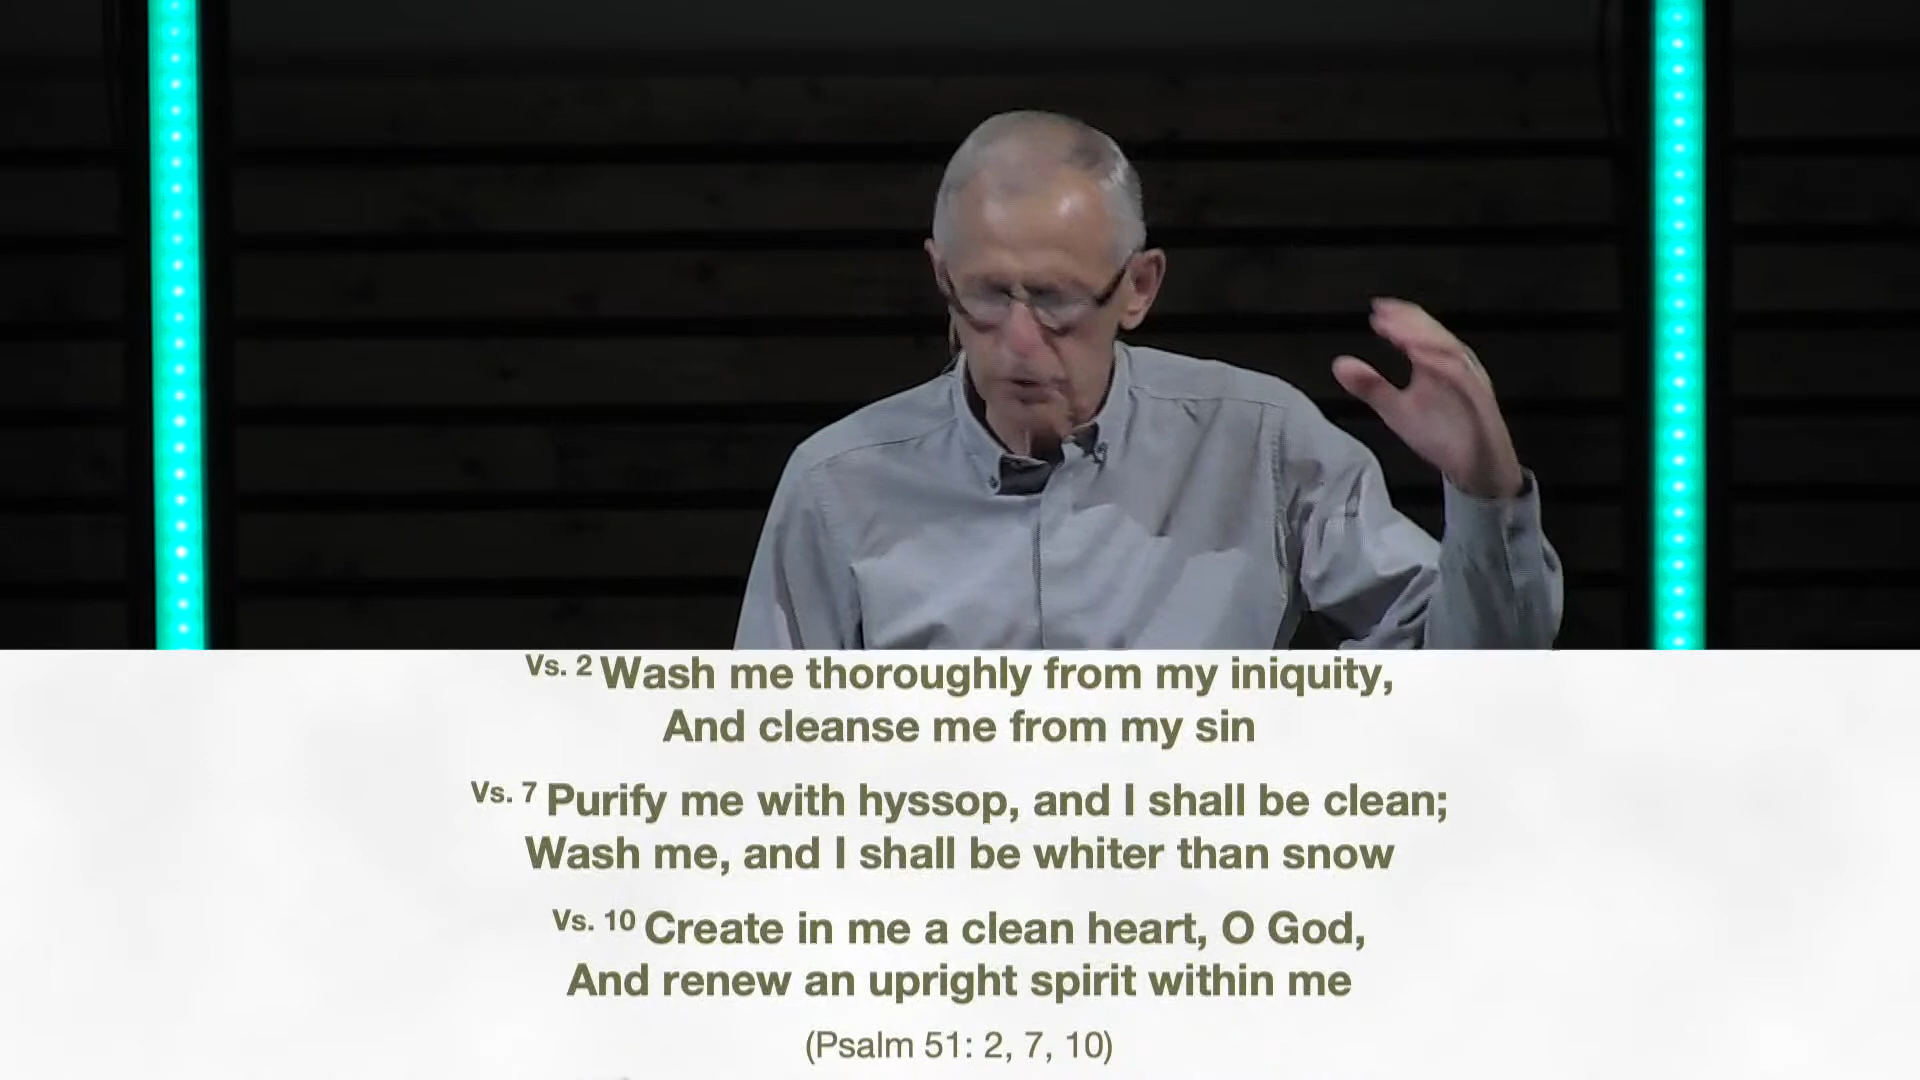 Vs. 2 Wash me thoroughly from my iniquity,
And cleanse me from my sin
Vs. 7 Purify me with hyssop, and I shall be clean;
Wash me, and I shall be whiter than snow
Vs. 10 Create in me a clean heart, O God,
And renew an upright spirit within me
(Psalm 51: 2, 7, 10)